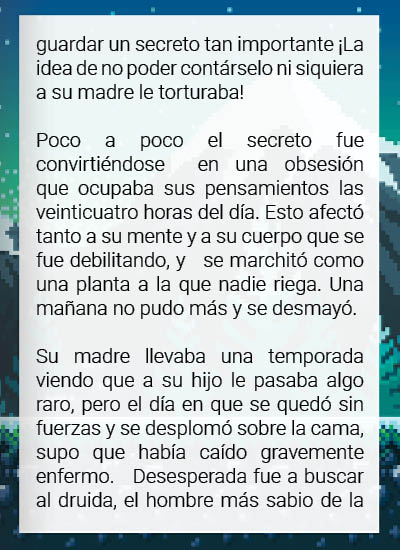 guardar un secreto tan importante ¡La
idea de no poder contárselo ni siquiera
a su madre le torturaba!
Poco a poco el secreto fue
convirtiéndose en una obsesión
que ocupaba sus pensamientos las
veinticuatro horas del día. Esto afectó
tanto a su mente y a su cuerpo que se
fue debilitando, y se marchitó como
una planta a la que nadie riega. Una
mañana no pudo más y se desmayó.
Su madre llevaba una temporada
viendo que a su hijo le pasaba algo
raro, pero el día en que se quedó sin
fuerzas y se desplomó sobre la cama,
supo que había caído gravemente
enfermo. Desesperada fue a buscar
al druida, el hombre más sabio de la